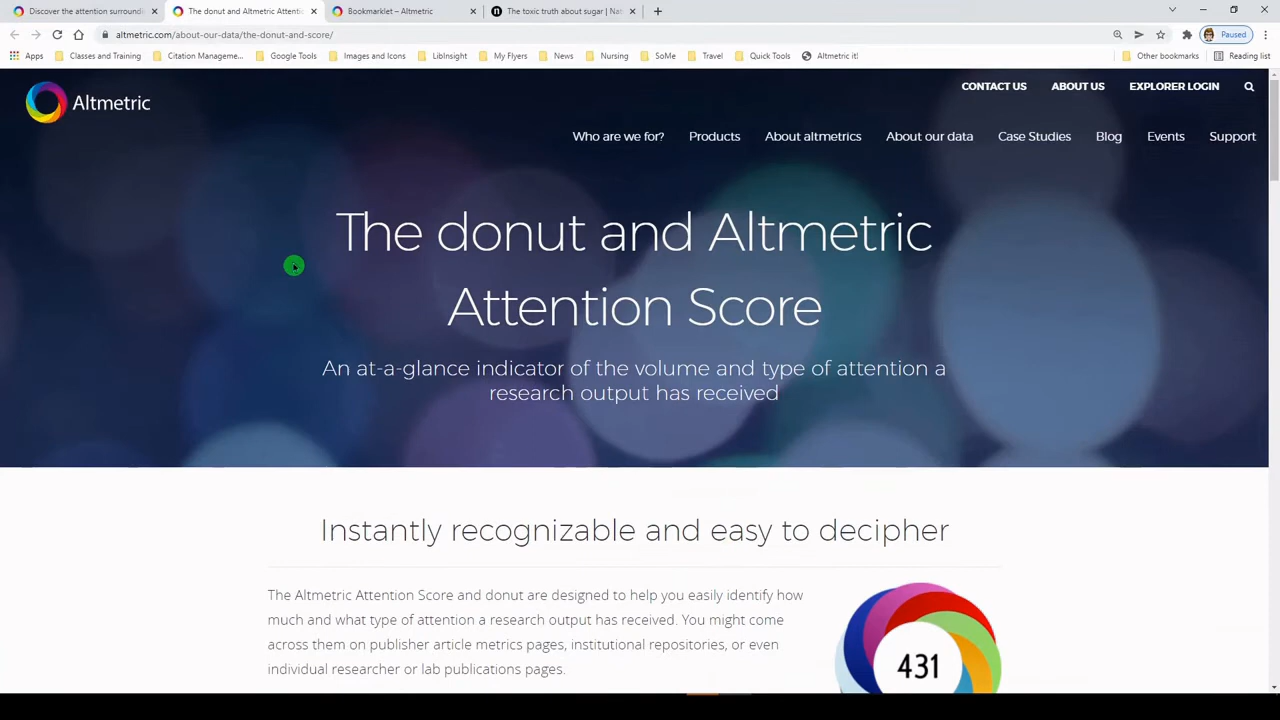 Discover the attention surroundi
The donut and Altmetric Attenti
Bookmarklet – Altmetric
The toxic truth about sugar | Nat
altmetric.com/about-our-data/the-donut-and-score/
Paused
Apps
Classes and Training
Citation Manageme...
Google Tools
Images and Icons
LibInsight
My Flyers
News
Nursing
SoMe
Travel
Quick Tools
Altmetric it!
Other bookmarks
Reading list
Altmetric
CONTACT US
ABOUT US
EXPLORER LOGIN
Who are we for?
Products
About altmetrics
About our data
Case Studies
Blog
Events
Support
The donut and Altmetric
Attention Score
An at-a-glance indicator of the volume and type of attention a
research output has received
Instantly recognizable and easy to decipher
The Altmetric Attention Score and donut are designed to help you easily identify how
much and what type of attention a research output has received. You might come
across them on publisher article metrics pages, institutional repositories, or even
individual researcher or lab publications pages.
431